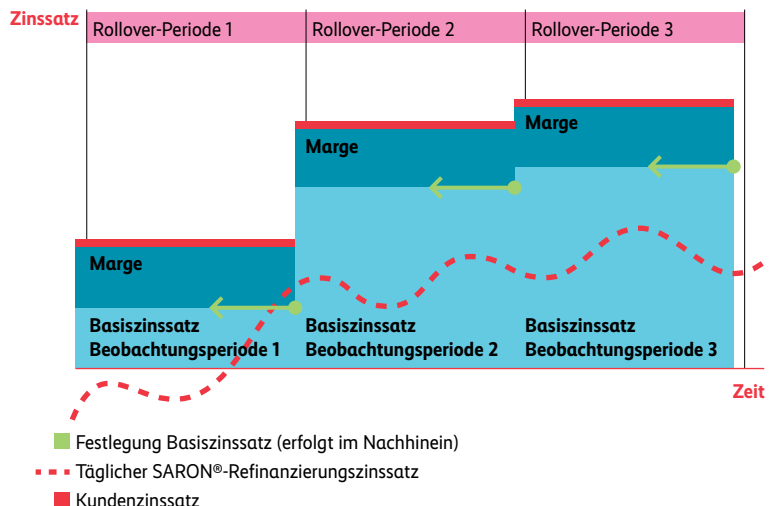 Zinssatz
Rollover-Periode 1
Rollover-Periode 2
Rollover-Periode 3
Marge
Marge
Marge
Basiszinssatz
Beobachtungsperiode 1
Basiszinssatz
Beobachtungsperiode 2
Basiszinssatz
Beobachtungsperiode 3
Zeit
Festlegung Basiszinssatz (erfolgt im Nachhinein)
Täglicher SARON®-Refinanzierungszinssatz
Kundenzinssatz